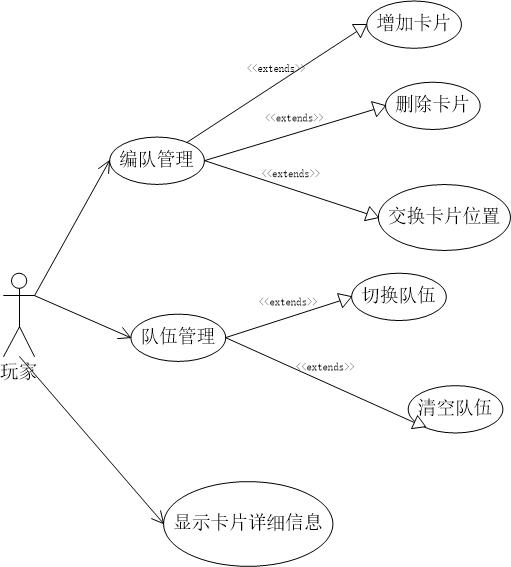 增加卡片
<<extends>>
删除卡片
<<extends>>
编队管理
<<extends>>
交换卡片位置
切换队伍
<<extends>>
队伍管理
<<extends>>
玩家
清空队伍
显示卡片详细信息